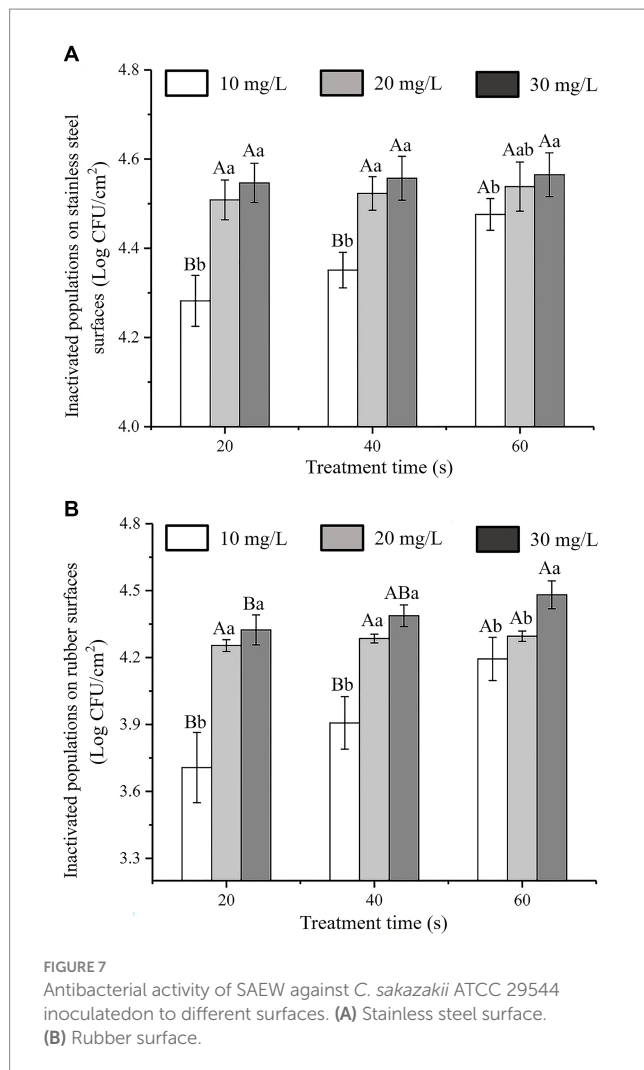 A
10 mg/L 20 mg/L 30 mg/L
Inactivated populations on stainless steel
surfaces (Log CFU/cm²)
4.8
4.6
4.4
4.2
4.0
Bb Aa Aa
Bb Aa Aa
Ab Aab Aa
20 40 60
Treatment time (s)
B
10 mg/L 20 mg/L 30 mg/L
Inactivated populations on rubber surfaces
(Log CFU/cm²)
4.8
4.5
4.2
3.9
3.6
3.3
Bb Aa Ba
Bb Aa ABa
Ab Ab Aa
20 40 60
Treatment time (s)
FIGURE 7
Antibacterial activity of SAEW against C. sakazakii ATCC 29544
inoculatedon to different surfaces. (A) Stainless steel surface.
(B) Rubber surface.